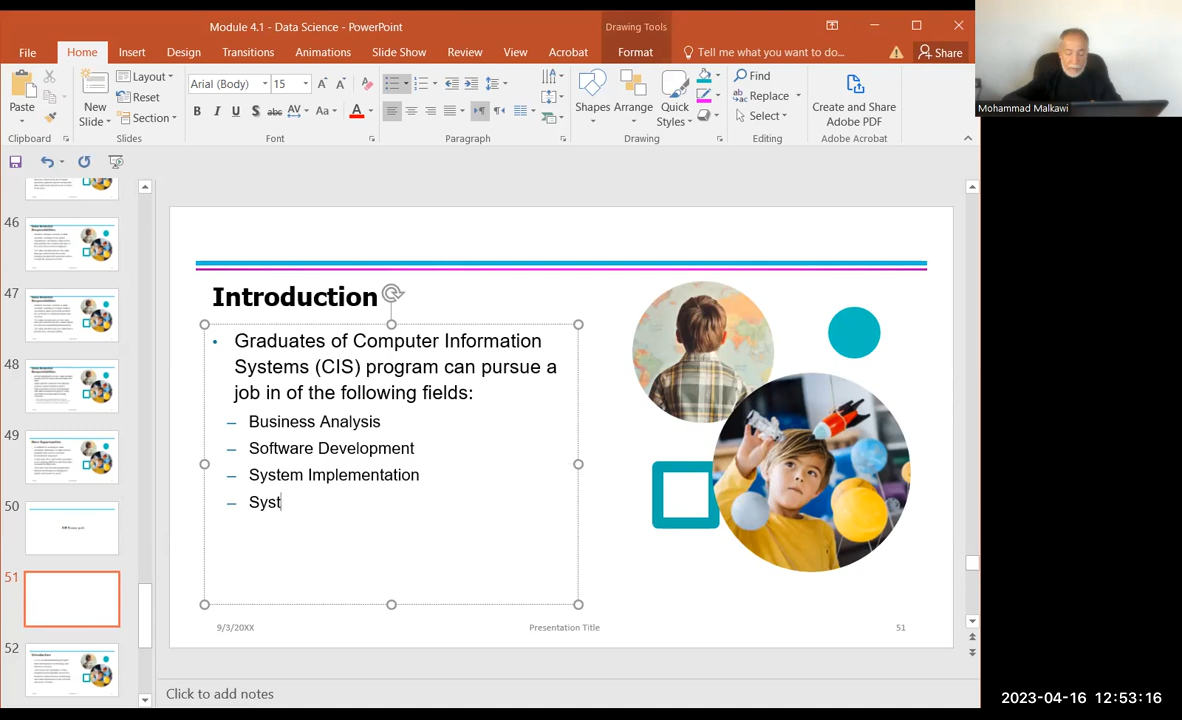 Module 4.1 - Data Science - PowerPoint
Drawing Tools
File Home Insert Design Transitions Animations Slide Show Review View Acrobat Format Tell me what you want to do... Share
Paste
New Slide
Layout
Reset
Section
Arial (Body) 15
B I U S abc AV Aa A
Shapes
Arrange
Quick Styles
Find
Replace
Select
Create and Share Adobe PDF
Clipboard Slides Font Paragraph Drawing Editing Adobe Acrobat
Mohammad Malkawi
46
47
48
49
50
51
52
Introduction
• Graduates of Computer Information
Systems (CIS) program can pursue a
job in of the following fields:
– Business Analysis
– Software Development
– System Implementation
– Syst
9/3/20XX Presentation Title 51
Click to add notes
2023-04-16 12:53:16